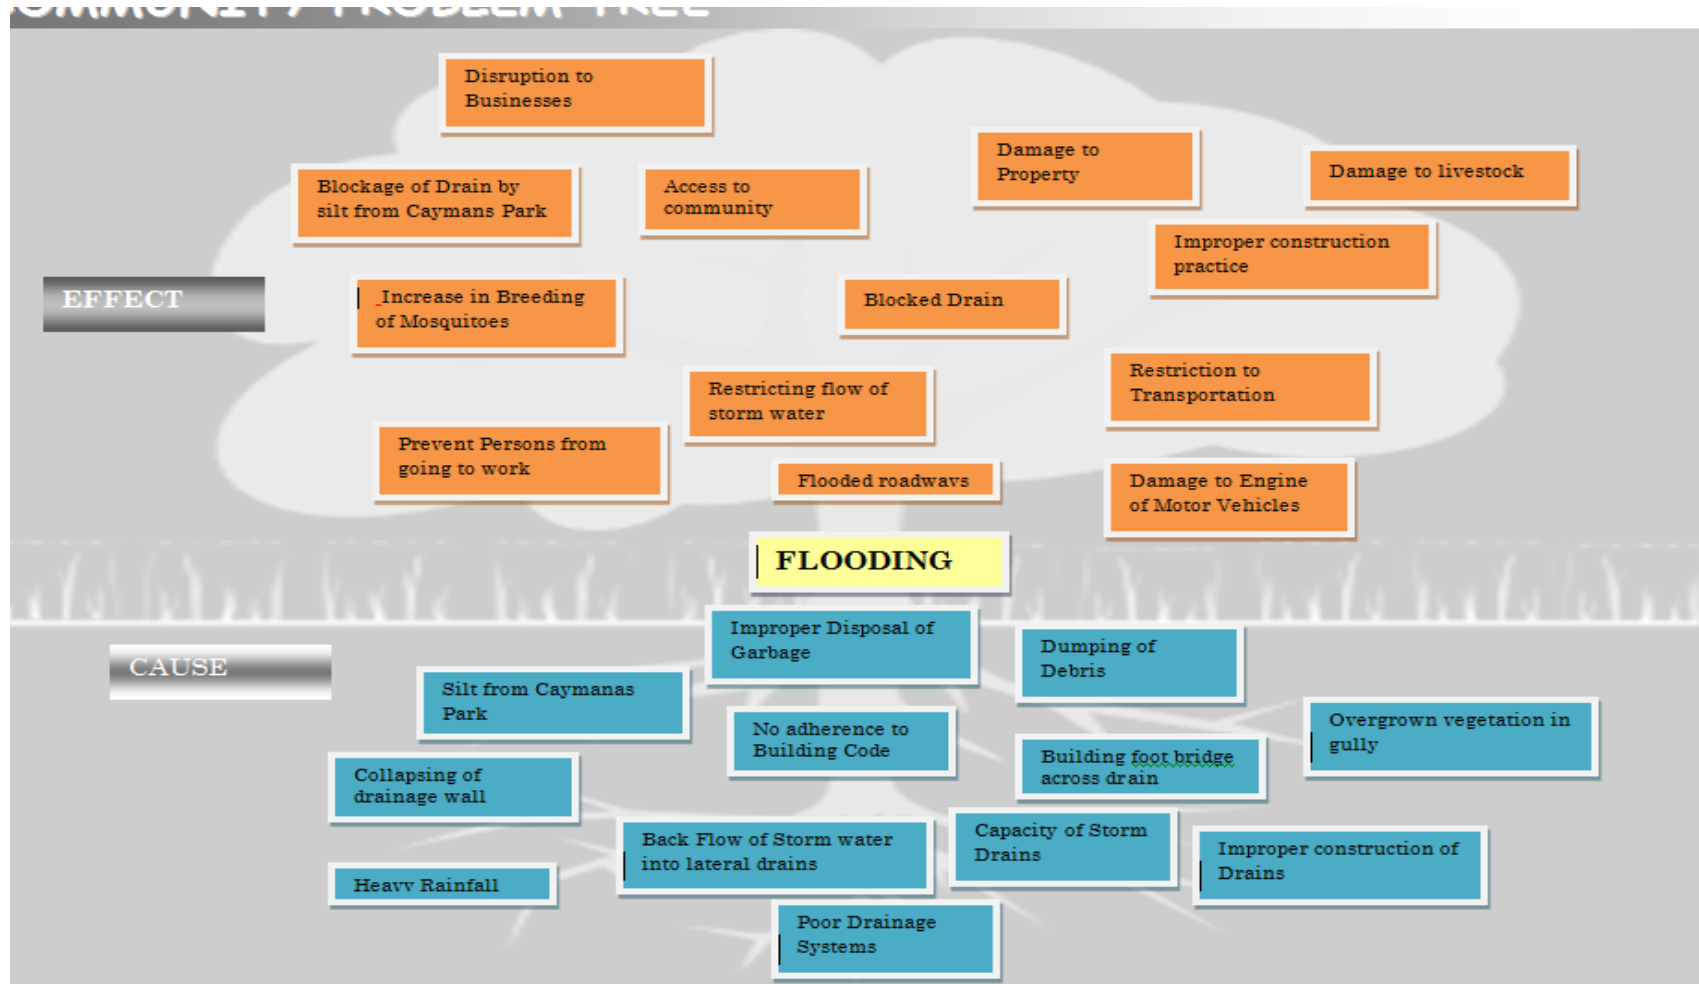 COMMUNITY PROBLEM TREE
Disruption to
Businesses
Damage to
Property
Damage to livestock
Blockage of Drain by
silt from Caymans Park
Access to
community
Improper construction
practice
EFFECT
Increase in Breeding
of Mosquitoes
Blocked Drain
Restricting flow of
storm water
Restriction to
Transportation
Prevent Persons from
going to work
Flooded roadways
Damage to Engine
of Motor Vehicles
FLOODING
Improper Disposal of
Garbage
Dumping of
Debris
CAUSE
Silt from Caymanas
Park
No adherence to
Building Code
Overgrown vegetation in
gully
Building foot bridge
across drain
Collapsing of
drainage wall
Back Flow of Storm water
into lateral drains
Capacity of Storm
Drains
Improper construction of
Drains
Heavy Rainfall
Poor Drainage
Systems